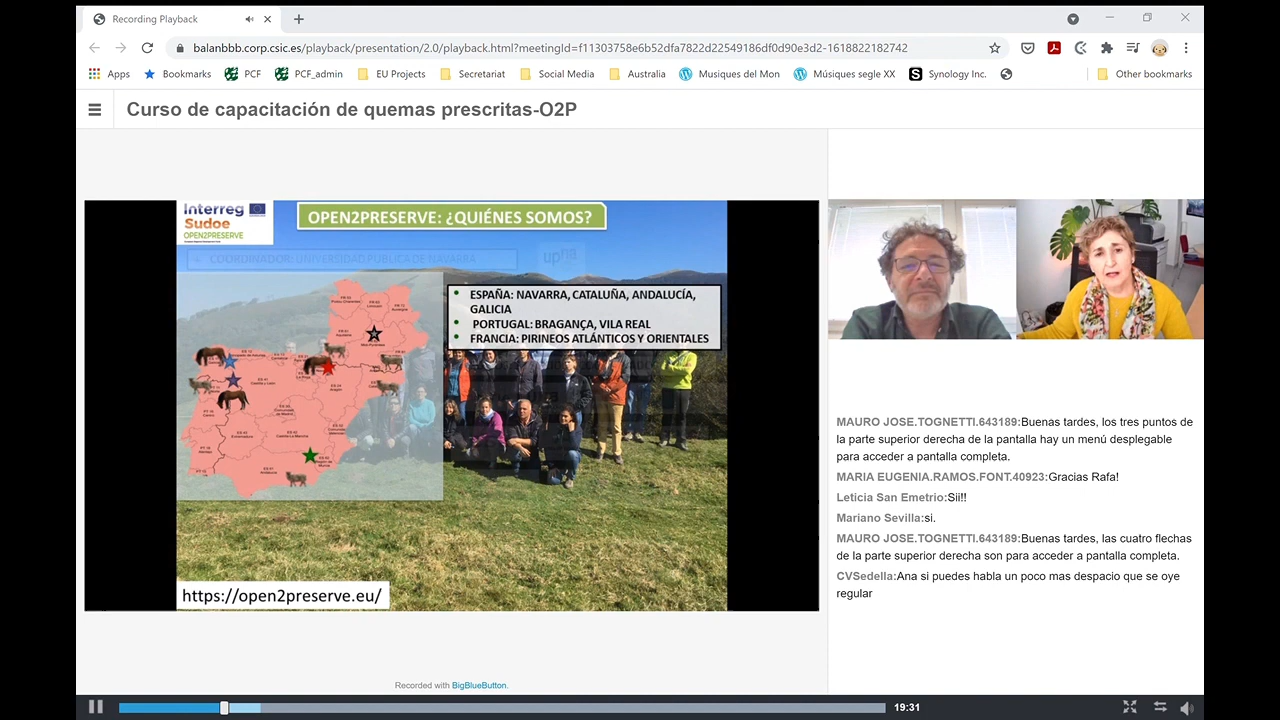 Recording Playback
balanbbb.corp.csic.es/playback/presentation/2.0/playback.html?meetingId=f11303758e6b52dfa7822d22549186df0d90e3d2-1618822182742
Apps Bookmarks PCF PCF_admin EU Projects Secretariat Social Media Australia Musiques del Mon Músiques segle XX Synology Inc. Other bookmarks
Curso de capacitación de quemas prescritas-O2P
Interreg
Sudoe
OPEN2PRESERVE
OPEN2PRESERVE: ¿QUIÉNES SOMOS?
COORDINADOR: UNIVERSIDAD PUBLICA DE NAVARRA
upna
• ESPAÑA: NAVARRA, CATALUÑA, ANDALUCÍA,
GALICIA
• PORTUGAL: BRAGANÇA, VILA REAL
• FRANCIA: PIRINEOS ATLÁNTICOS Y ORIENTALES
https://open2preserve.eu/
MAURO JOSE.TOGNETTI.643189:Buenas tardes, los tres puntos de
la parte superior derecha de la pantalla hay un menú desplegable
para acceder a pantalla completa.
MARIA EUGENIA.RAMOS.FONT.40923:Gracias Rafa!
Leticia San Emetrio:Sii!!
Mariano Sevilla:si.
MAURO JOSE.TOGNETTI.643189:Buenas tardes, las cuatro flechas
de la parte superior derecha son para acceder a pantalla completa.
CVSedella:Ana si puedes habla un poco mas despacio que se oye
regular
Recorded with BigBlueButton.
19:31